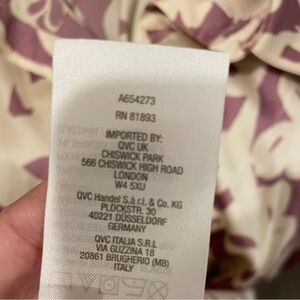 A654273
RN 81893
IMPORTED BY:
QVC UK
CHISWICK PARK
566 CHISWICK HIGH ROAD
LONDON
W4 5XU
QVC Handel S.à r.l. & Co. KG
PLOCKSTR. 30
40221 DÜSSELDORF
GERMANY
QVC ITALIA S.R.L
VIA GUZZINA 18
20861 BRUGHERIO (MB)
ITALY